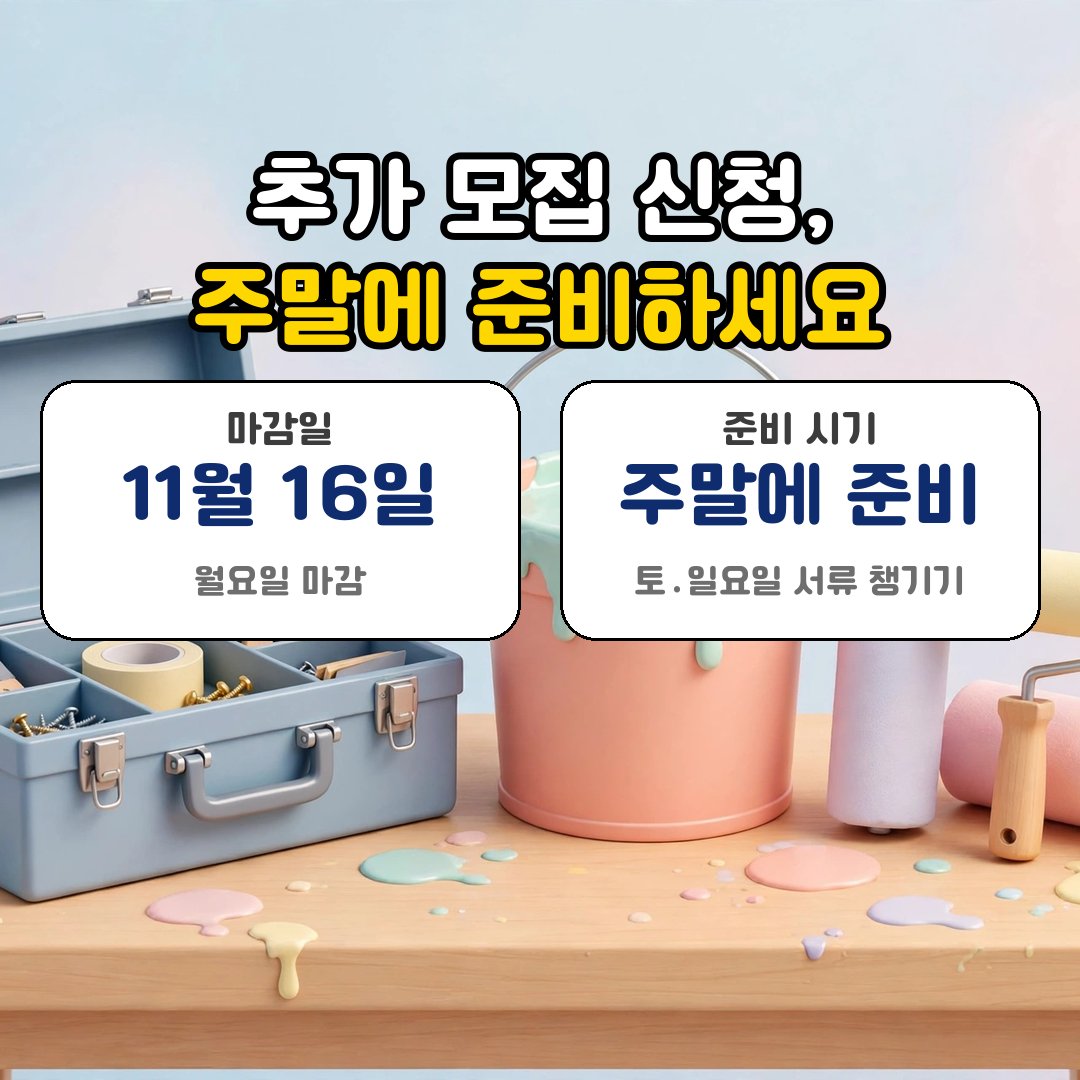 추가 모집 신청,
주말에 준비하세요
마감일
11월 16일
월요일 마감
준비 시기
주말에 준비
토.일요일 서류 챙기기